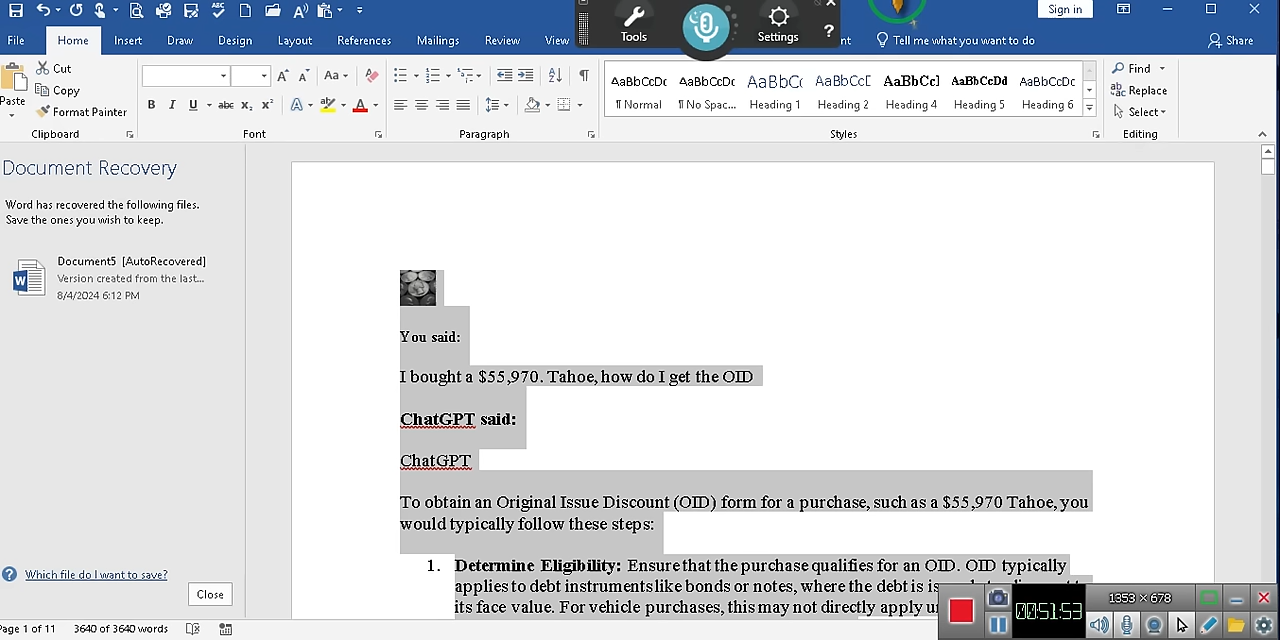 Sign in
File Home Insert Draw Design Layout References Mailings Review View nt Tell me what you want to do Share
Tools Settings ?
Paste Cut Copy Format Painter
Clipboard
Aa
B I U abc X₂ X² A A
Font
Paragraph
AaBbCcDc AaBbCcDc AaBbCc AaBbCcD AaBbCc AaBbCcDd AaBbCcDc
¶ Normal ¶ No Spac... Heading 1 Heading 2 Heading 4 Heading 5 Heading 6
Styles
Find
Replace
Select
Editing
Document Recovery
Word has recovered the following files.
Save the ones you wish to keep.
Document5 [AutoRecovered]
Version created from the last...
8/4/2024 6:12 PM
Which file do I want to save?
Close
You said:
I bought a $55,970. Tahoe, how do I get the OID
ChatGPT said:
ChatGPT
To obtain an Original Issue Discount (OID) form for a purchase, such as a $55,970 Tahoe, you
would typically follow these steps:
1. Determine Eligibility: Ensure that the purchase qualifies for an OID. OID typically
applies to debt instruments like bonds or notes, where the debt is
its face value. For vehicle purchases, this may not directly apply
00:51:53
1353 × 678
Page 1 of 11 3640 of 3640 words